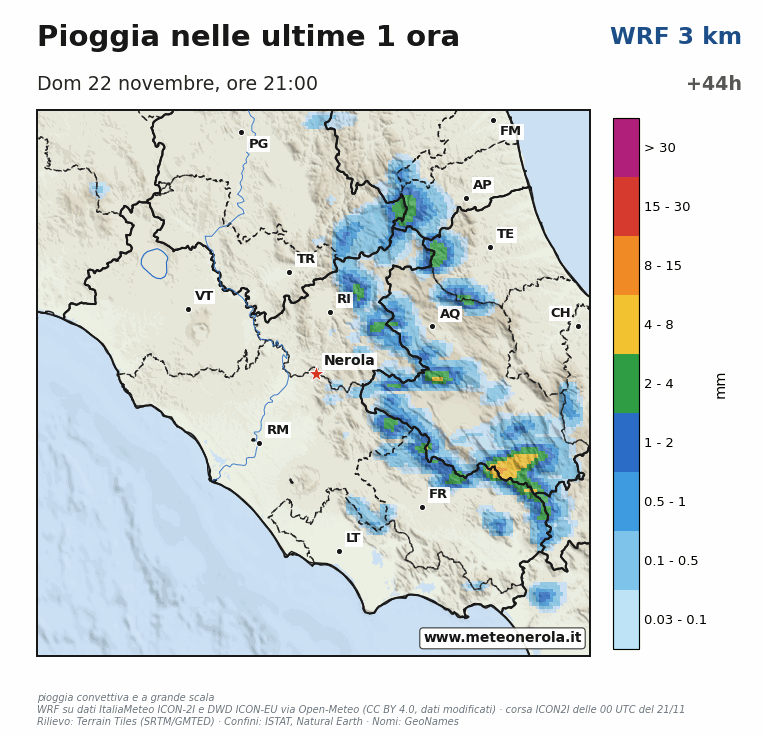 Pioggia nelle ultime 1 ora
WRF 3 km
Dom 22 novembre, ore 21:00
+44h
FM
PG
AP
TE
TR
VT
RI
AQ
CH
Nerola
RM
FR
LT
www.meteonerola.it
> 30
15 - 30
8 - 15
4 - 8
2 - 4
1 - 2
0.5 - 1
0.1 - 0.5
0.03 - 0.1
mm
pioggia convettiva e a grande scala
WRF su dati ItaliaMeteo ICON-2I e DWD ICON-EU via Open-Meteo (CC BY 4.0, dati modificati) · corsa ICON2I delle 00 UTC del 21/11
Rilievo: Terrain Tiles (SRTM/GMTED) · Confini: ISTAT, Natural Earth · Nomi: GeoNames